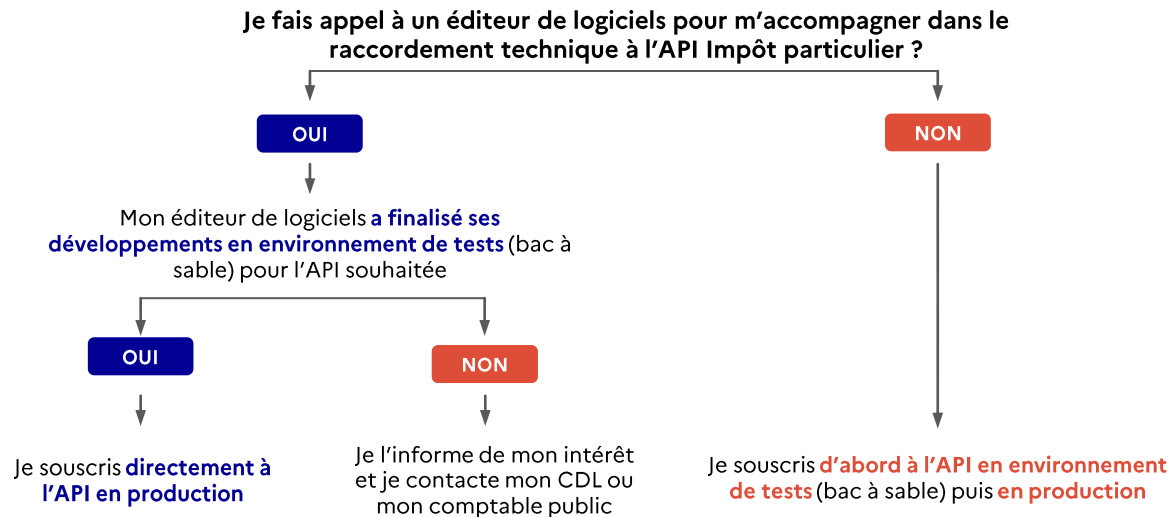 Je fais appel à un éditeur de logiciels pour m’accompagner dans le
raccordement technique à l’API Impôt particulier ?
OUI
NON
Mon éditeur de logiciels a finalisé ses
développements en environnement de tests (bac à
sable) pour l’API souhaitée
OUI
NON
Je souscris directement à
l’API en production
Je l’informe de mon intérêt
et je contacte mon CDL ou
mon comptable public
Je souscris d’abord à l’API en environnement
de tests (bac à sable) puis en production